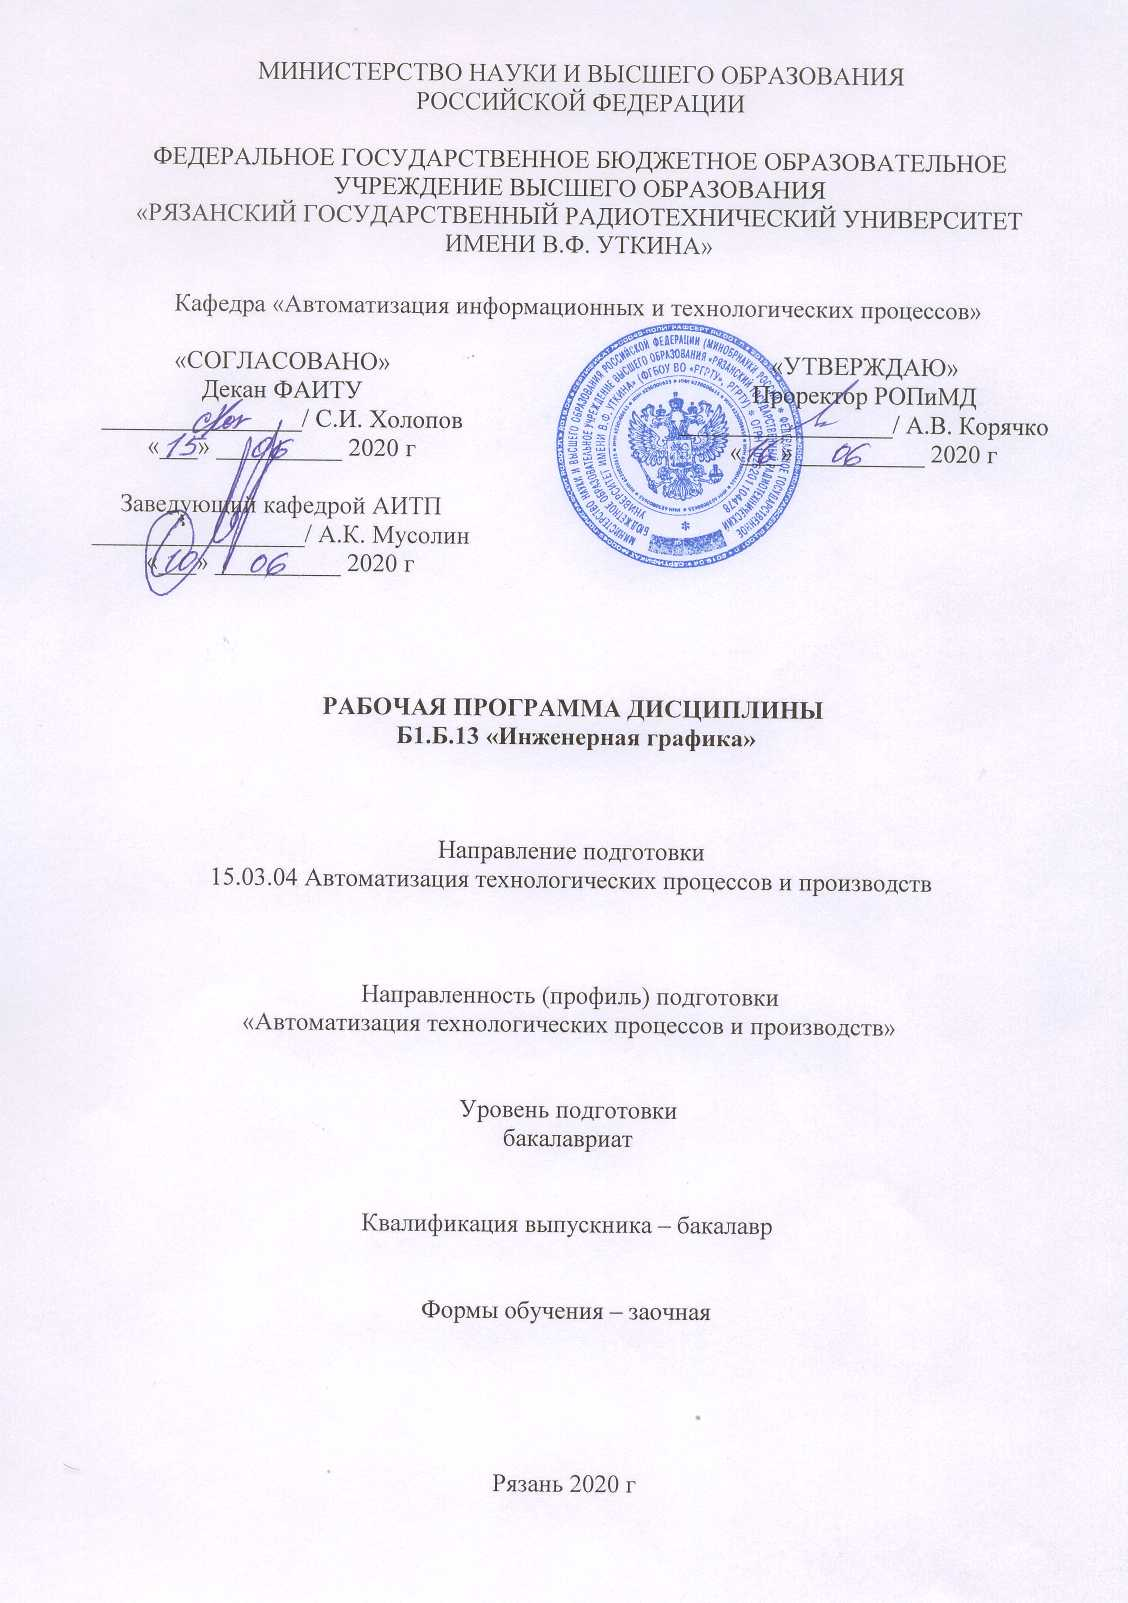 МИНИСТЕРСТВО НАУКИ И ВЫСШЕГО ОБРАЗОВАНИЯ
РОССИЙСКОЙ ФЕДЕРАЦИИ
ФЕДЕРАЛЬНОЕ ГОСУДАРСТВЕННОЕ БЮДЖЕТНОЕ ОБРАЗОВАТЕЛЬНОЕ
УЧРЕЖДЕНИЕ ВЫСШЕГО ОБРАЗОВАНИЯ
«РЯЗАНСКИЙ ГОСУДАРСТВЕННЫЙ РАДИОТЕХНИЧЕСКИЙ УНИВЕРСИТЕТ
ИМЕНИ В.Ф. УТКИНА»
Кафедра «Автоматизация информационных и технологических процессов»
«СОГЛАСОВАНО»
Декан ФАИТУ
/ С.И. Холопов
«15» 06 2020 г
Заведующий кафедрой АИТП
/ А.К. Мусолин
«10» 06 2020 г
«УТВЕРЖДАЮ»
Проректор РОПиМД
/ А.В. Корячко
«16» 06 2020 г
РАБОЧАЯ ПРОГРАММА ДИСЦИПЛИНЫ
Б1.Б.13 «Инженерная графика»
Направление подготовки
15.03.04 Автоматизация технологических процессов и производств
Направленность (профиль) подготовки
«Автоматизация технологических процессов и производств»
Уровень подготовки
бакалавриат
Квалификация выпускника – бакалавр
Формы обучения – заочная
Рязань 2020 г